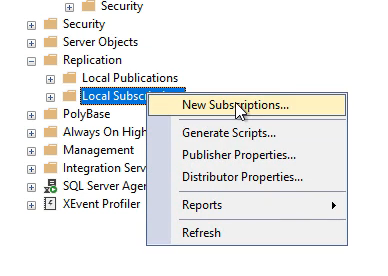 Security
Security
Server Objects
Replication
Local Publications
Local Subsc
New Subscriptions...
PolyBase
Always On High
Generate Scripts...
Management
Publisher Properties...
Integration Serv
Distributor Properties...
SQL Server Agen
XEvent Profiler
Reports
Refresh